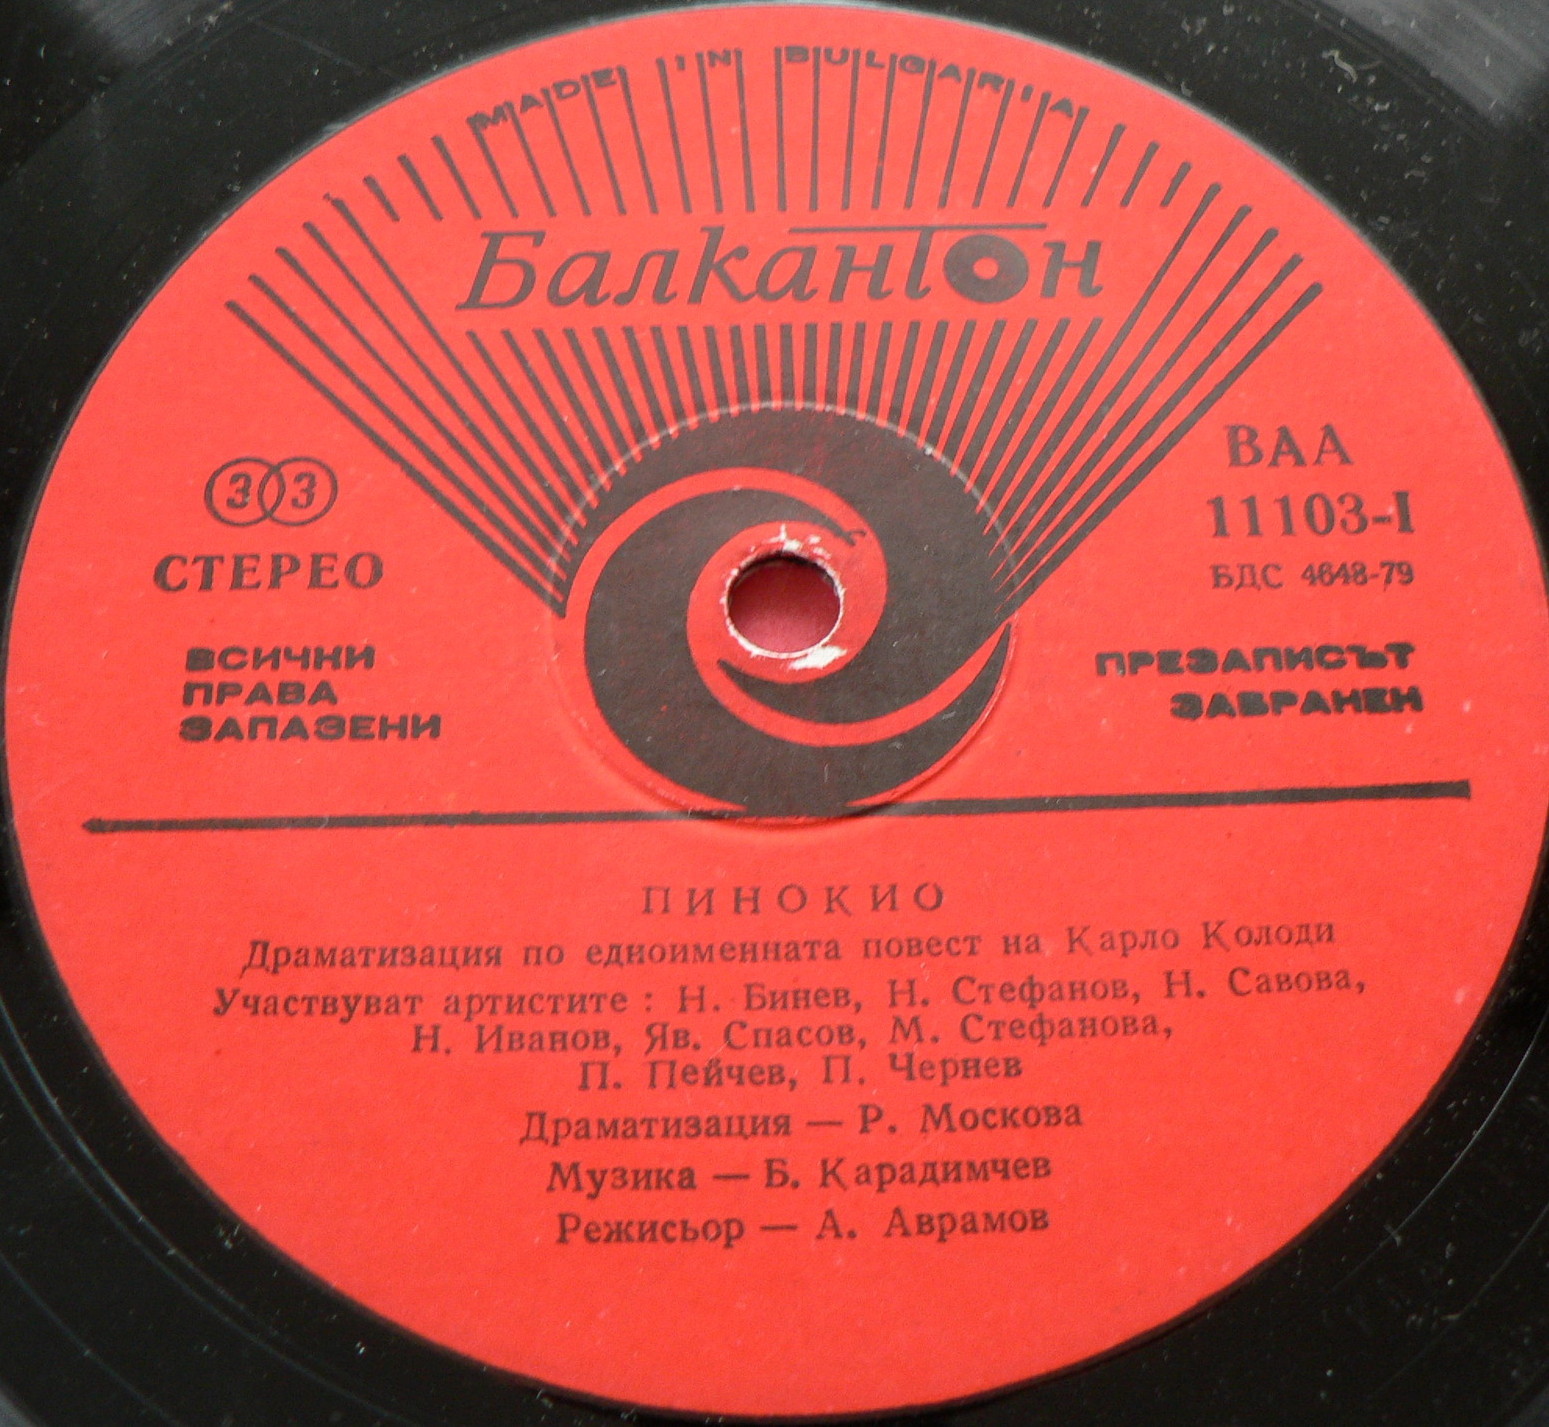 MADE IN BULGARIA
Балкантон
33
СТЕРЕО
ВСИЧКИ
ПРАВА
ЗАПАЗЕНИ
ВАА
11103-I
БДС 4648-79
ПРЕЗАПИСЪТ
ЗАБРАНЕН
ПИНОКИО
Драматизация по едноименната повест на Карло Колоди
Участвуват артистите : Н. Бинев, Н. Стефанов, Н. Савова,
Н. Иванов, Яв. Спасов, М. Стефанова,
П. Пейчев, П. Чернев
Драматизация — Р. Москова
Музика — Б. Карадимчев
Режисьор — А. Аврамов